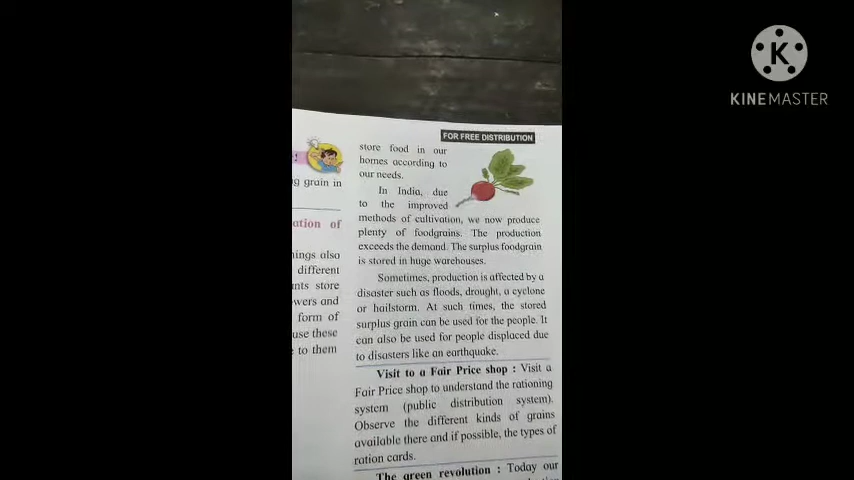 KINEMASTER
FOR FREE DISTRIBUTION
!
g grain in
ation of
ings also
different
nts store
wers and
form of
use these
to them
store food in our
homes according to
our needs.
In India, due
to the improved
methods of cultivation, we now produce
plenty of foodgrains. The production
exceeds the demand. The surplus foodgrain
is stored in huge warehouses.
Sometimes, production is affected by a
disaster such as floods, drought, a cyclone
or hailstorm. At such times, the stored
surplus grain can be used for the people. It
can also be used for people displaced due
to disasters like an earthquake.
Visit to a Fair Price shop : Visit a
Fair Price shop to understand the rationing
system (public distribution system).
Observe the different kinds of grains
available there and if possible, the types of
ration cards.
The green revolution : Today our